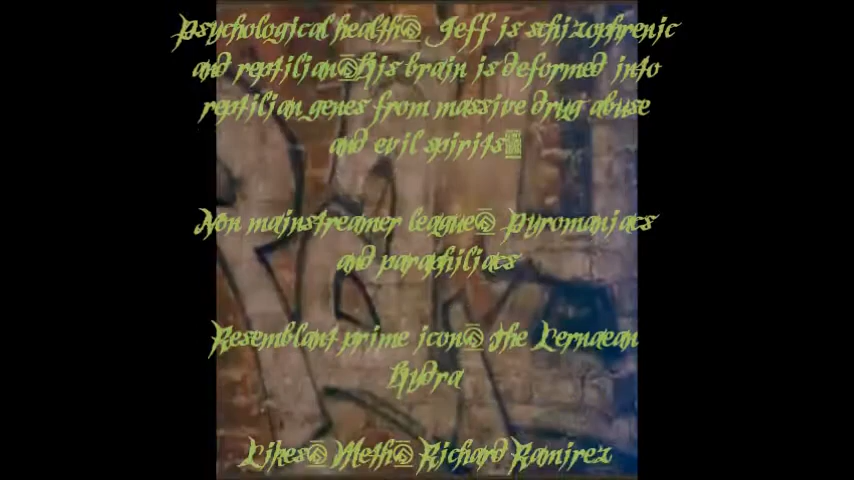 Psychological health Jeff is schizophrenic
and reptilian His brain is deformed into
reptilian genes from massive drug abuse
and evil spirits
Non mainstreamer league Pyromaniacs
and paraphiliacs
Resemblant prime icon the Lernaean
Hydra
Likes Meth Richard Ramirez